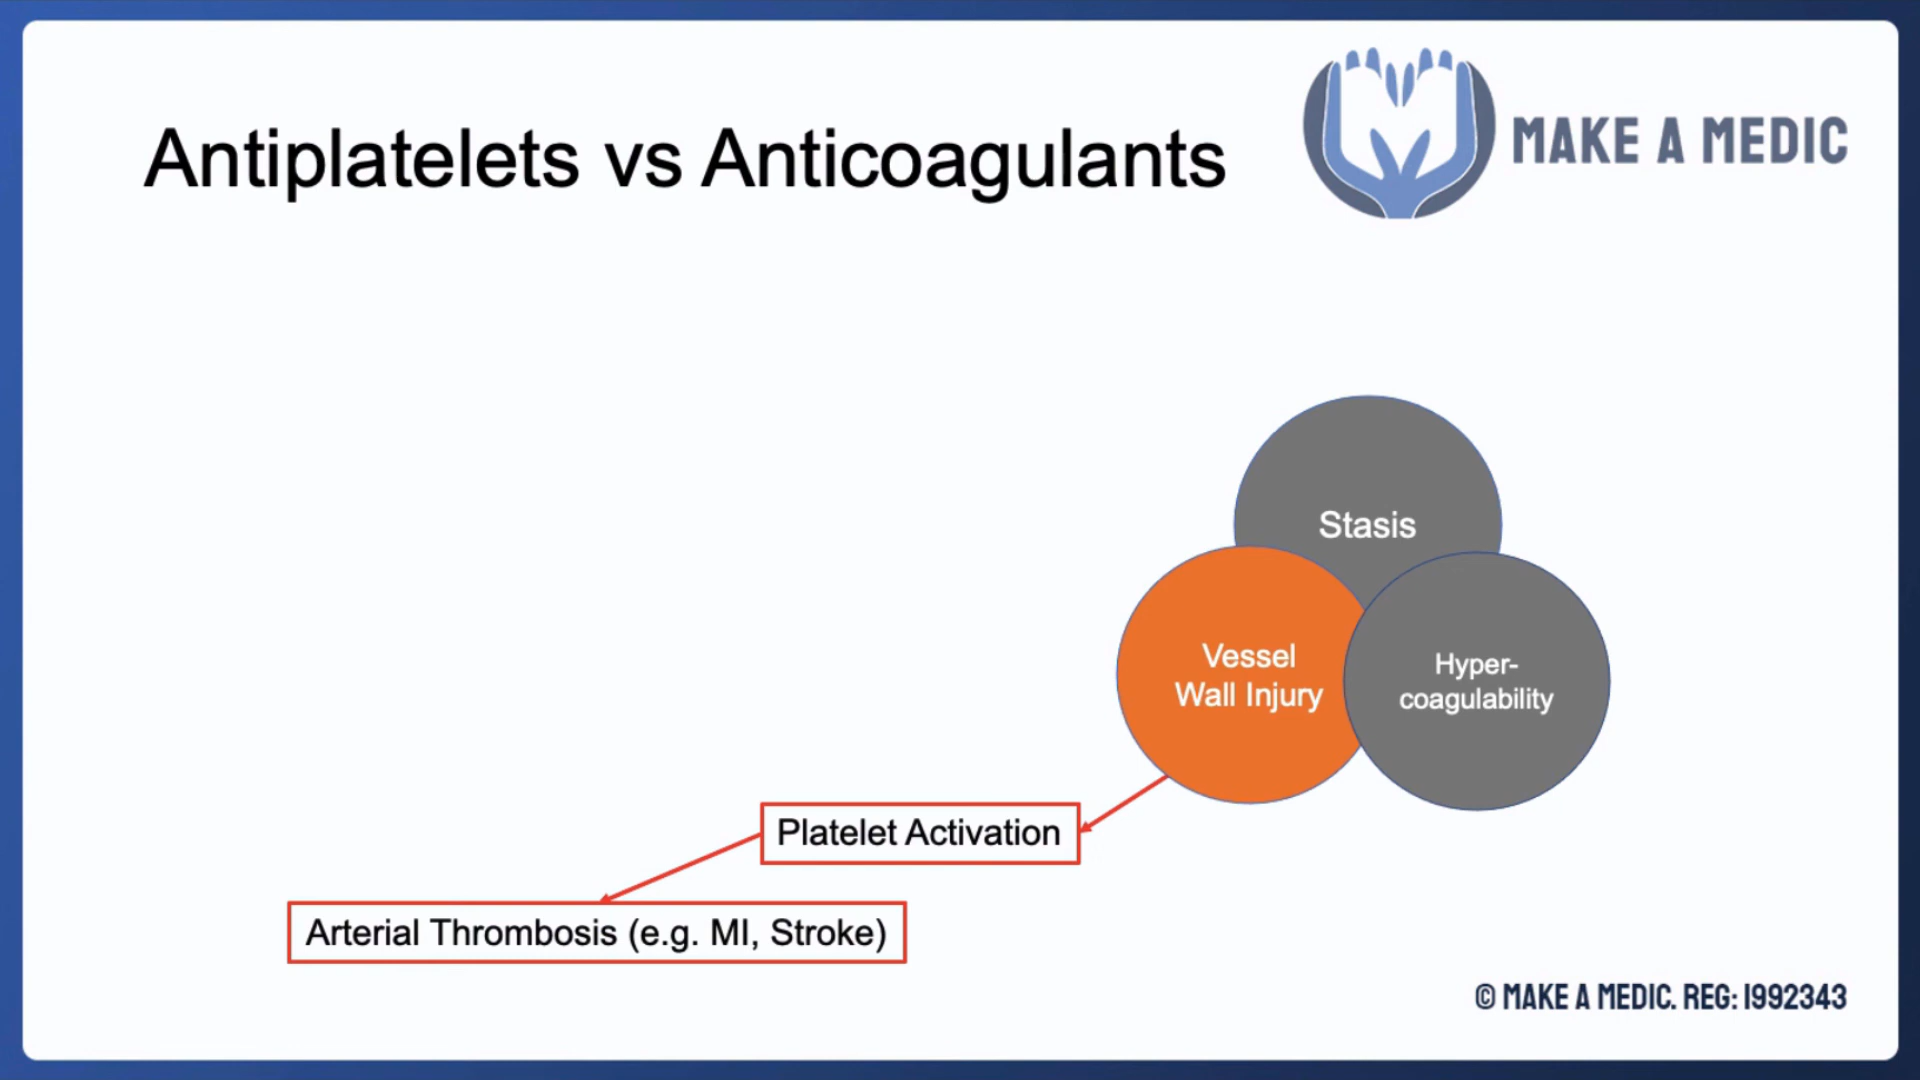 Antiplatelets vs Anticoagulants
MAKE A MEDIC
Stasis
Vessel
Wall Injury
Hyper-
coagulability
Platelet Activation
Arterial Thrombosis (e.g. MI, Stroke)
© MAKE A MEDIC. REG: 1992343